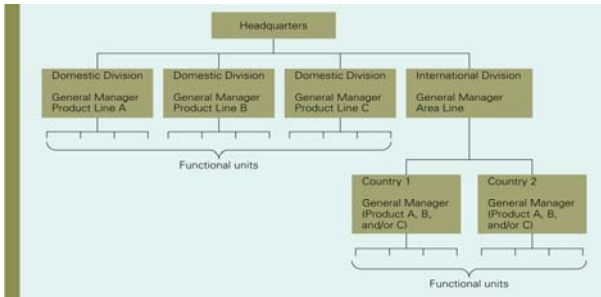 Headquarters
Domestic Division
General Manager
Product Line A
Domestic Division
General Manager
Product Line B
Domestic Division
General Manager
Product Line C
International Division
General Manager
Area Line
Functional units
Country 1
General Manager
(Product A, B,
and/or C)
Country 2
General Manager
(Product A, B,
and/or C)
Functional units